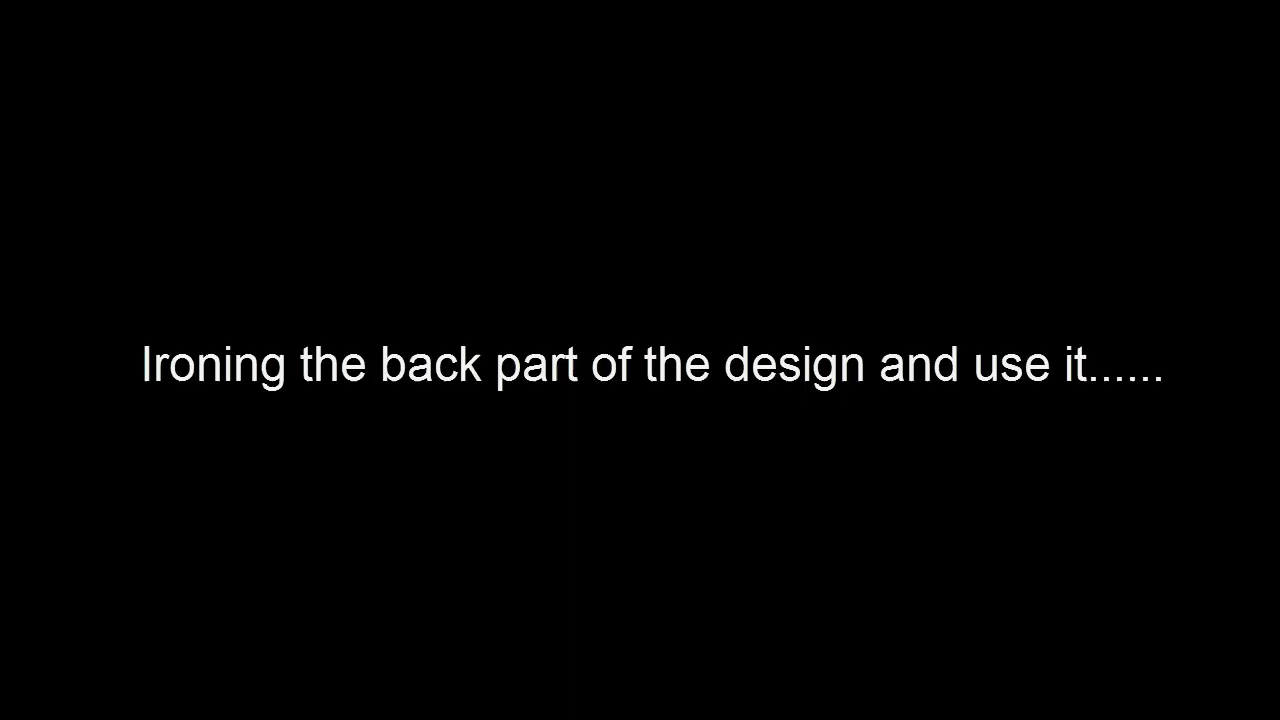 Ironing the back part of the design and use it......